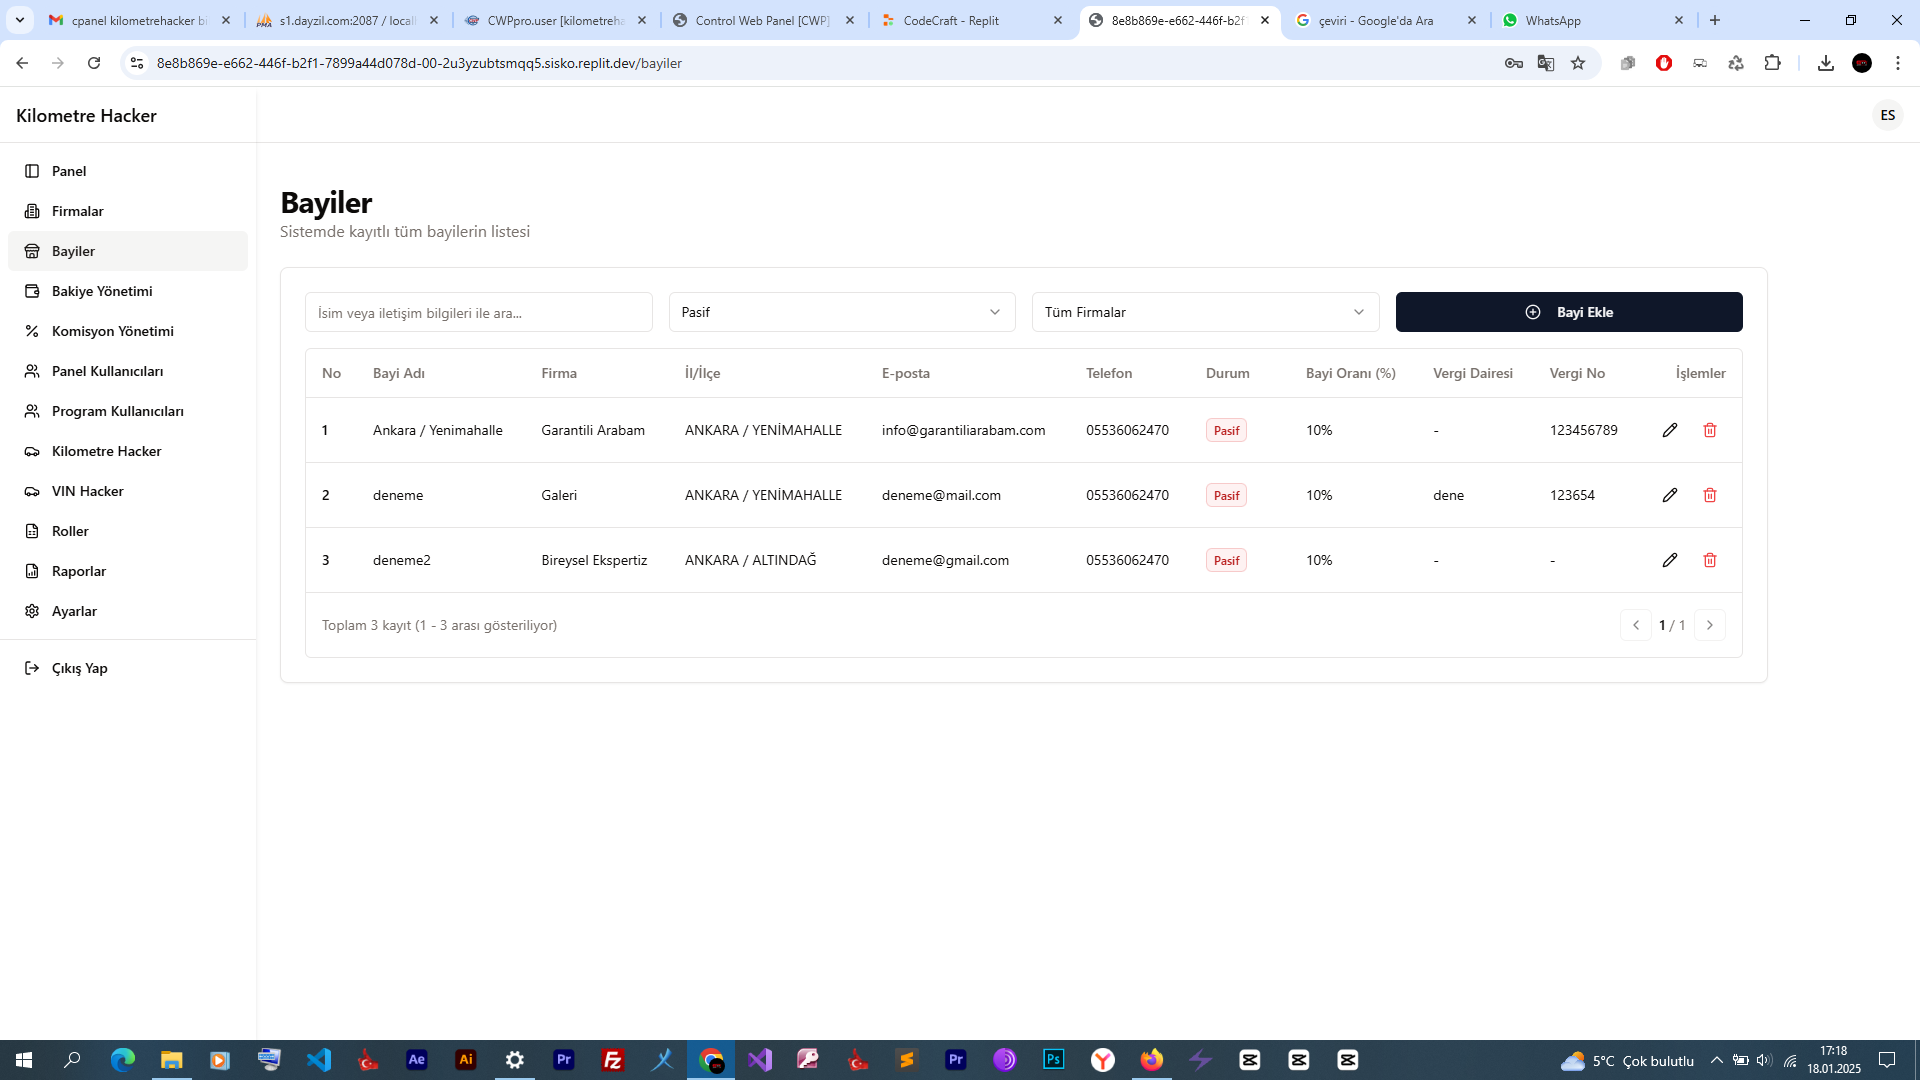 cpanel kilometrehacker bi
s1.dayzil.com:2087 / locall
CWPpro.user [kilometreha
Control Web Panel [CWP]
CodeCraft - Replit
8e8b869e-e662-446f-b2f1
çeviri - Google'da Ara
WhatsApp
8e8b869e-e662-446f-b2f1-7899a44d078d-00-2u3yzubtsmqq5.sisko.replit.dev/bayiler
Kilometre Hacker
ES
Panel
Firmalar
Bayiler
Bakiye Yönetimi
Komisyon Yönetimi
Panel Kullanıcıları
Program Kullanıcıları
Kilometre Hacker
VIN Hacker
Roller
Raporlar
Ayarlar
Çıkış Yap
Bayiler
Sistemde kayıtlı tüm bayilerin listesi
İsim veya iletişim bilgileri ile ara... Pasif Tüm Firmalar Bayi Ekle
No Bayi Adı Firma İl/İlçe E-posta Telefon Durum Bayi Oranı (%) Vergi Dairesi Vergi No İşlemler
1 Ankara / Yenimahalle Garantili Arabam ANKARA / YENİMAHALLE info@garantiliarabam.com 05536062470 Pasif 10% - 123456789
2 deneme Galeri ANKARA / YENİMAHALLE deneme@mail.com 05536062470 Pasif 10% dene 123654
3 deneme2 Bireysel Ekspertiz ANKARA / ALTINDAĞ deneme@gmail.com 05536062470 Pasif 10% - -
Toplam 3 kayıt (1 - 3 arası gösteriliyor) 1 / 1
Ae Ai Pr Fz Pr Ps
5°C Çok bulutlu
17:18
18.01.2025